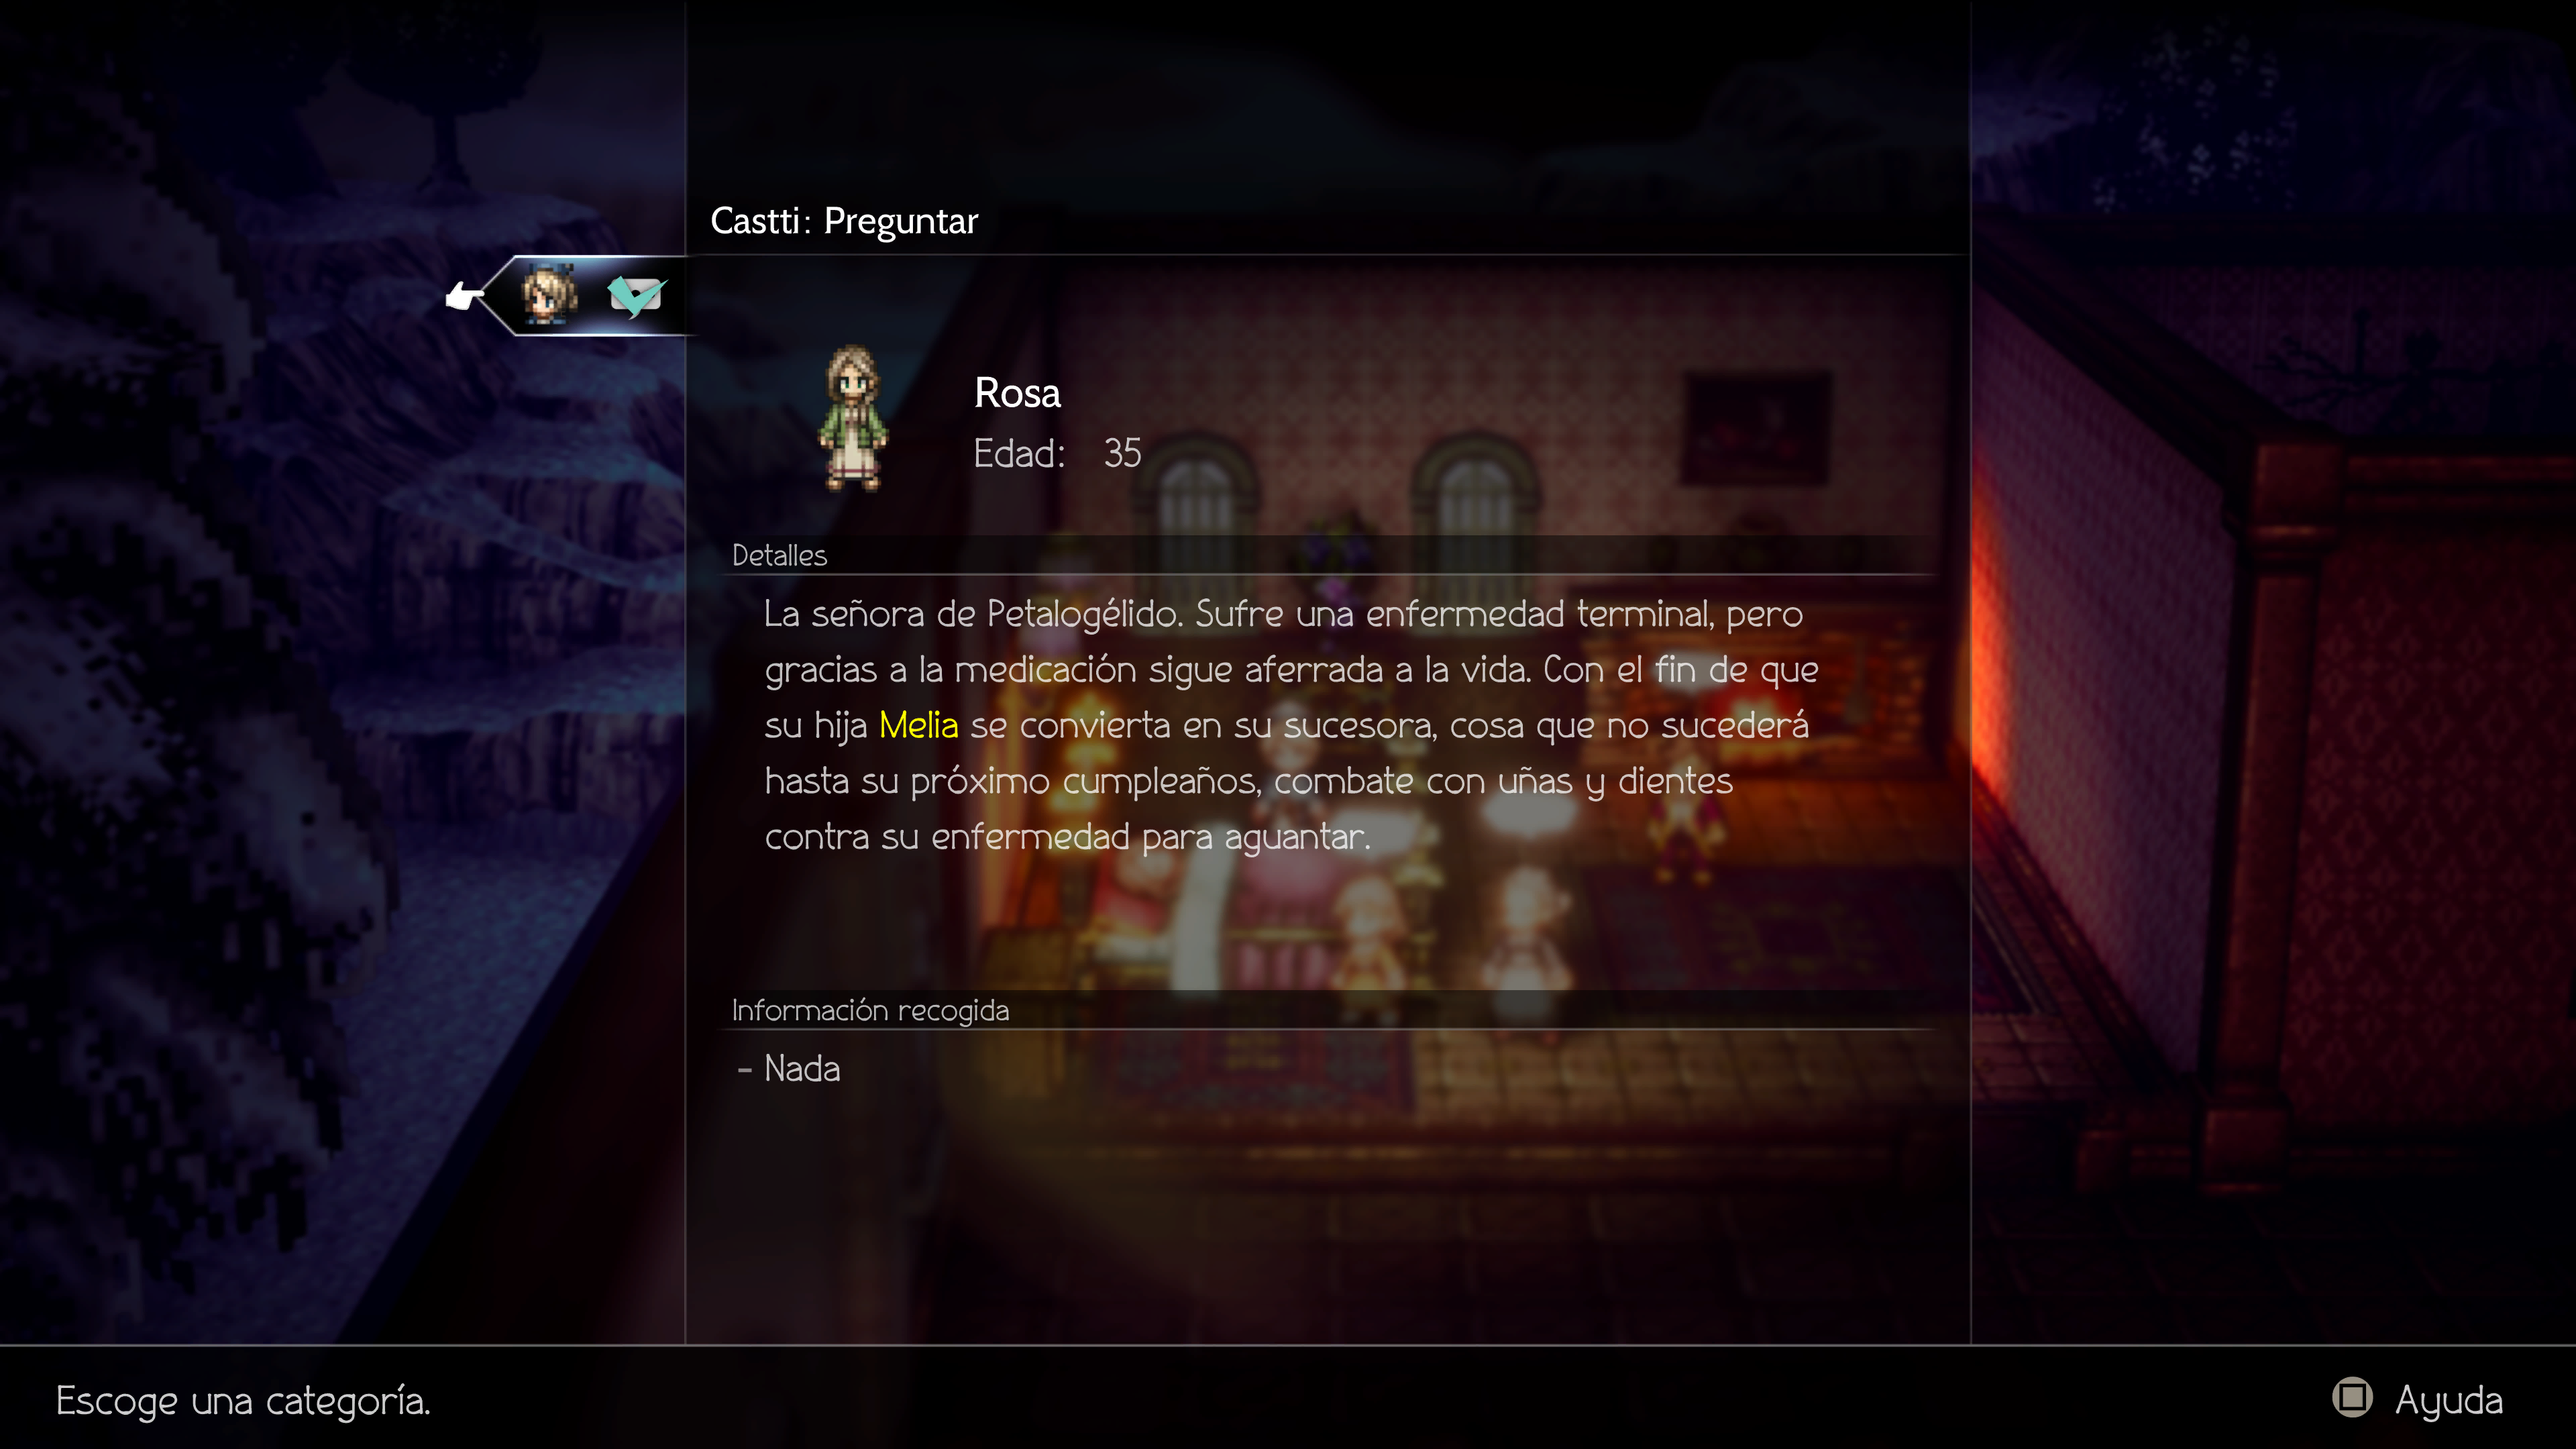 Castti: Preguntar
Rosa
Edad: 35
Detalles
La señora de Petalogélido. Sufre una enfermedad terminal, pero
gracias a la medicación sigue aferrada a la vida. Con el fin de que
su hija Melia se convierta en su sucesora, cosa que no sucederá
hasta su próximo cumpleaños, combate con uñas y dientes
contra su enfermedad para aguantar.
Información recogida
- Nada
Escoge una categoría.
Ayuda